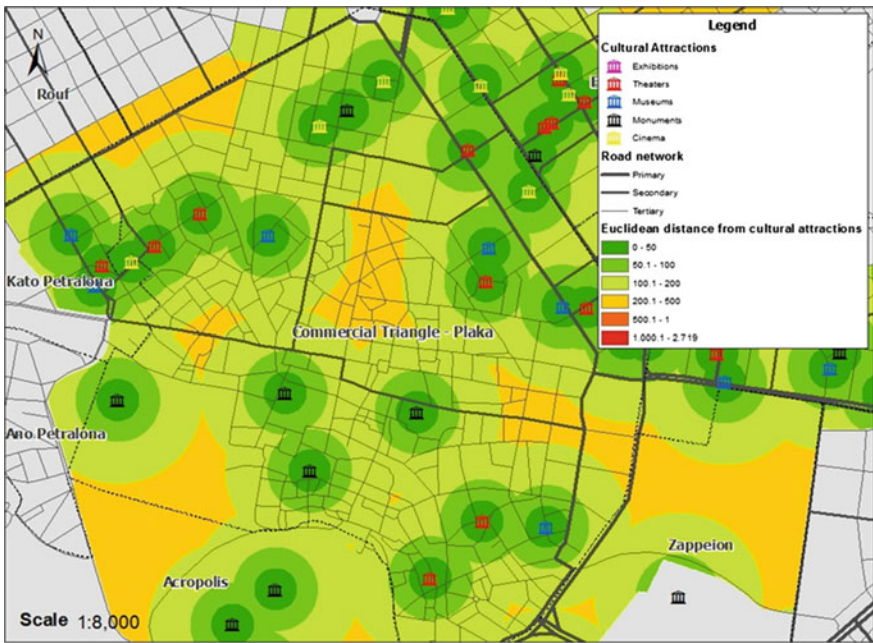 N
Rouf
Kato Petralona
Ano Petralona
Commercial Triangle - Plaka
Acropolis
Zappeion
Scale 1:8,000
E
Legend
Cultural Attractions
Exhibitions
Theaters
Museums
Monuments
Cinema
Road network
Primary
Secondary
Tertiary
Euclidean distance from cultural attractions
0 - 50
50.1 - 100
100.1 - 200
200.1 - 500
500.1 - 1
1.000.1 - 2.719